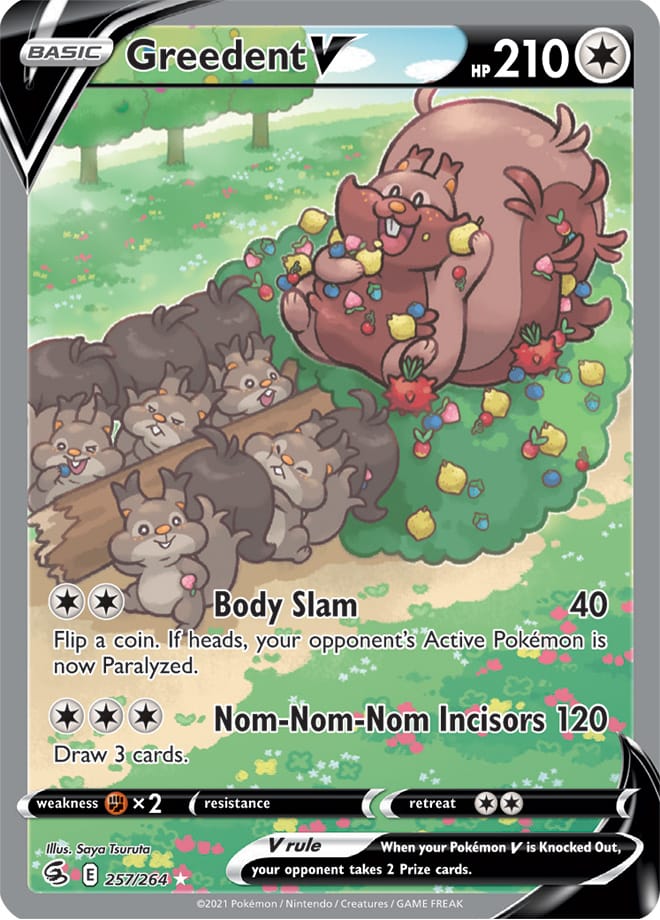 BASIC Greedent V HP 210
Body Slam 40
Flip a coin. If heads, your opponent's Active Pokémon is
now Paralyzed.
Nom-Nom-Nom Incisors 120
Draw 3 cards.
weakness ×2 resistance retreat
Illus. Saya Tsuruta
V rule When your Pokémon V is Knocked Out,
your opponent takes 2 Prize cards.
E 257/264
©2021 Pokémon / Nintendo / Creatures / GAME FREAK